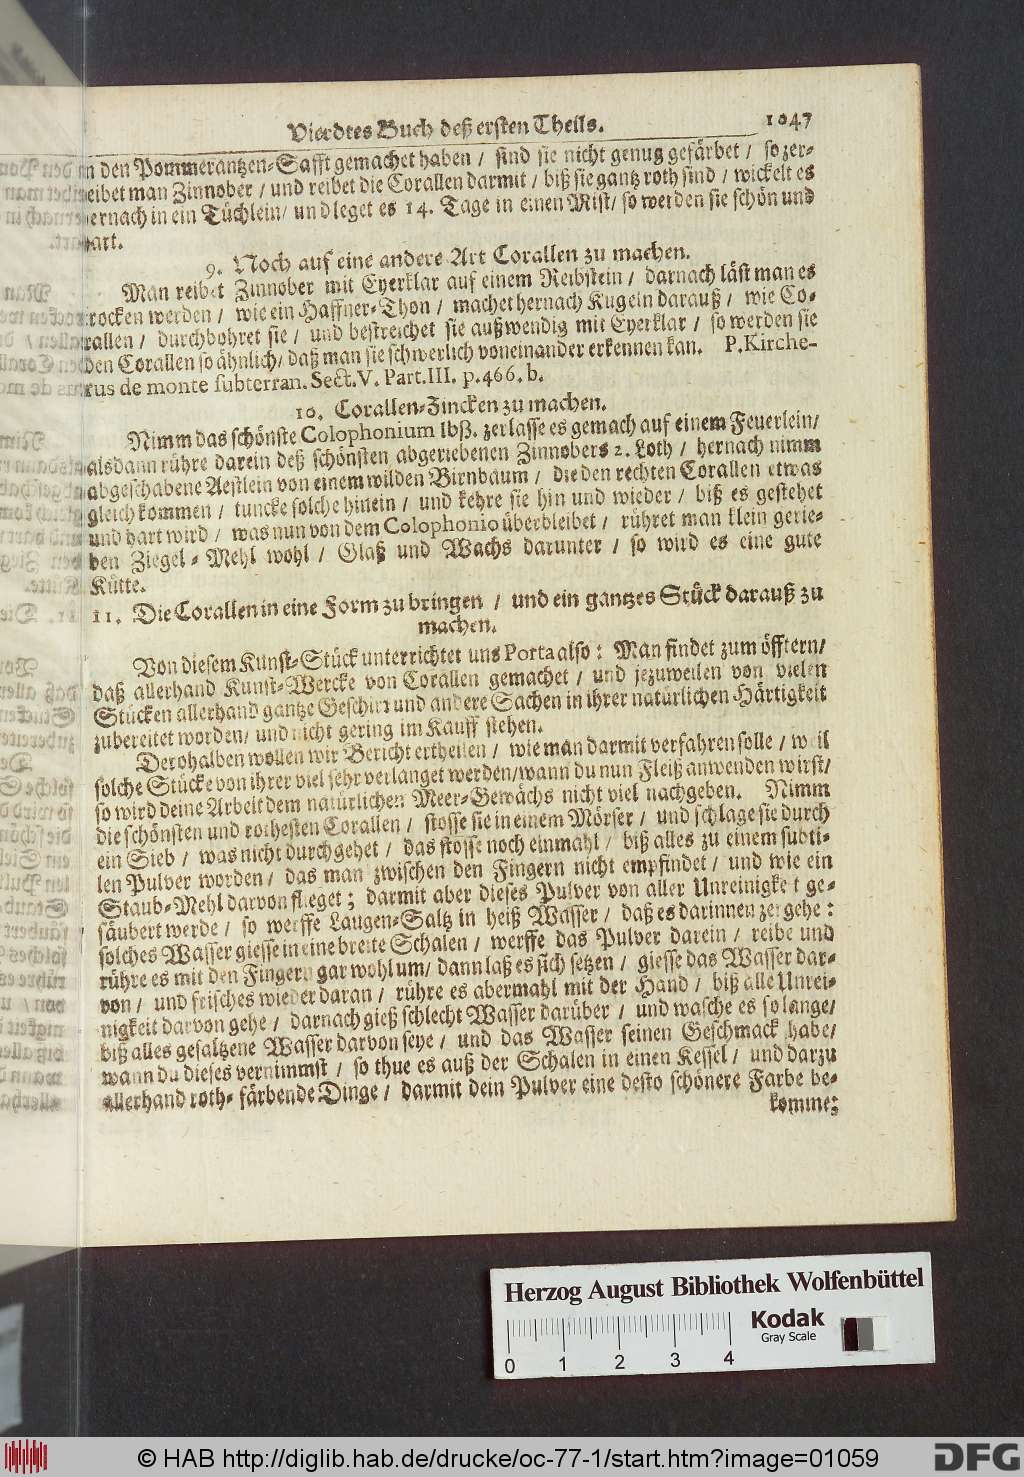 Vierdtes Buch deß ersten Theils. 1047
in den Pommerantzen-Safft gemachet haben / sind sie nicht genug gefärbet / so zer-
reibet man Zinnober / und reibet die Corallen darmit / biß sie gantz roth sind / wickelt es
hernach in ein Tüchlein / und leget es 14. Tage in einen Mist / so werden sie schön und
hart.
9. Noch auf eine andere Art Corallen zu machen.
Man reibet Zinnober mit Eyerklar auf einem Reibstein / darnach läst man es
trocken werden / wie ein Haffner-Thon / machet hernach Kugeln darauß / wie Co-
rallen / durchbohret sie / und bestreichet sie außwendig mit Eyerklar / so werden sie
den Corallen so ähnlich / daß man sie schwerlich voneinander erkennen kan. P. Kirche-
rus de monte subterran. Sect. V. Part. III. p. 466. b.
10. Corallen-Zincken zu machen.
Nimm das schönste Colophonium lbß. zerlasse es gemach auf einem Feuerlein /
alsdann rühre darein deß schönsten abgeriebenen Zinnobers 2. Loth / hernach nimm
abgeschabene Aestlein von einem wilden Birnbaum / die den rechten Corallen etwas
gleich kommen / tuncke solche hinein / und kehre sie hin und wieder / biß es gestehet
und hart wird / was nun von dem Colophonio überbleibet / rühret man klein gerie-
ben Ziegel-Mehl wohl / Glaß und Wachs darunter / so wird es eine gute
Kütte.
11. Die Corallen in eine Form zu bringen / und ein gantzes Stück darauß zu
machen.
Von diesem Kunst-Stück unterrichtet uns Porta also: Man findet zum öfftern /
daß allerhand Kunst-Wercke von Corallen gemachet / und jezuweilen von vielen
Stücken allerhand gantze Geschirr und andere Sachen in ihrer natürlichen Härtigkeit
zubereitet worden / und nicht gering im Kauff stehen.
Derohalben wollen wir Bericht ertheilen / wie man darmit verfahren solle / weil
solche Stücke von ihrer viel sehr verlanget werden / wann du nun Fleiß anwenden wirst /
so wird deine Arbeit dem natürlichen Meer-Gewächs nicht viel nachgeben. Nimm
die schönsten und rothesten Corallen / stosse sie in einem Mörser / und schlage sie durch
ein Sieb / was nicht durchgehet / das stosse noch einmahl / biß alles zu einem subti-
len Pulver worden / das man zwischen den Fingern nicht empfindet / und wie ein
Staub-Mehl darvon flieget; darmit aber dieses Pulver von aller Unreinigkeit ge-
säubert werde / so werffe Laugen-Saltz in heiß Wasser / daß es darinnen zergehe:
solches Wasser giesse in eine breite Schalen / werffe das Pulver darein / reibe und
rühre es mit den Fingern gar wohl um / dann laß es sich setzen / giesse das Wasser dar-
von / und frisches wieder daran / rühre es abermahl mit der Hand / biß alle Unrei-
nigkeit darvon gehe / darnach gieß schlecht Wasser darüber / und wasche es so lange /
biß alles gesaltzene Wasser darvon seye / und das Wasser seinen Geschmack habe /
wann du dieses vernimmst / so thue es auß der Schalen in einen Kessel / und darzu
allerhand roth-färbende Dinge / darmit dein Pulver eine desto schönere Farbe be-
komme:
Herzog August Bibliothek Wolfenbüttel
Kodak
Gray Scale
0 1 2 3 4
© HAB http://diglib.hab.de/drucke/oc-77-1/start.htm?image=01059
DFG